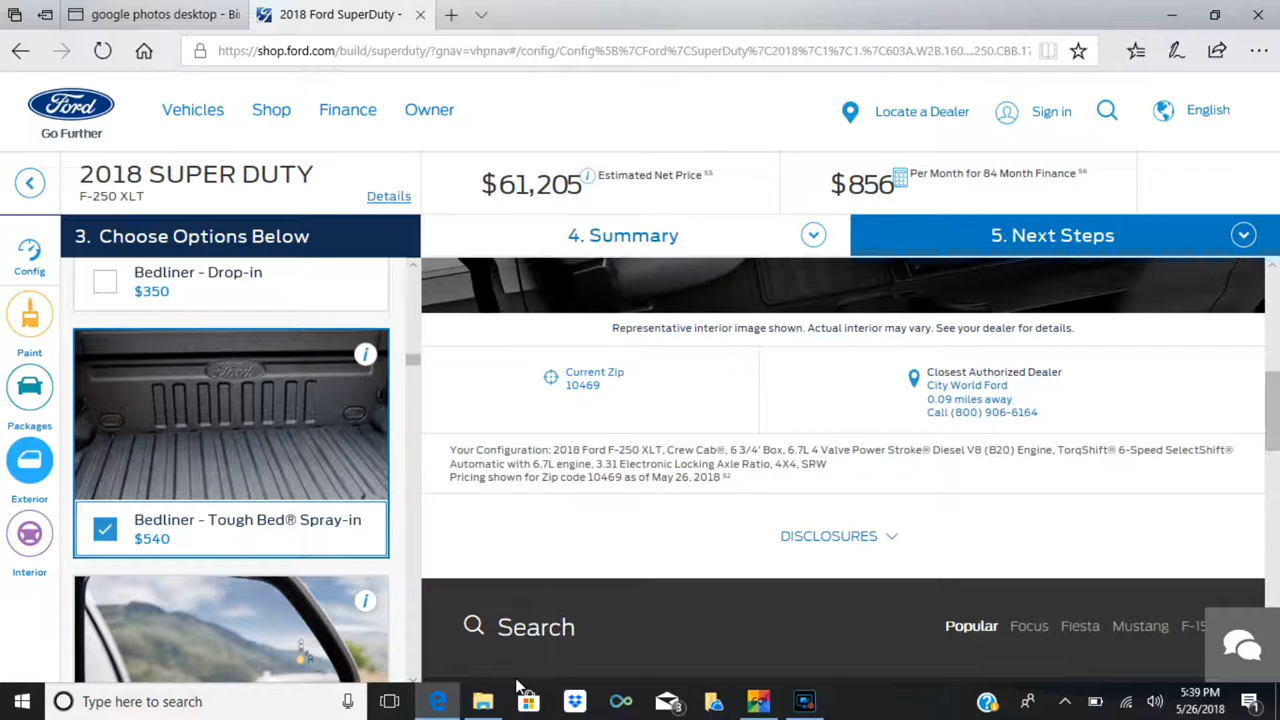 google photos desktop - Bi
2018 Ford SuperDuty -
https://shop.ford.com/build/superduty/?gnav=vhpnav#/config/Config%5B%7CFord%7CSuperDuty%7C2018%7C1%7C1.%7C603A.W2B.160....250.CBB.17
Ford
Go Further
Vehicles
Shop
Finance
Owner
Locate a Dealer
Sign in
English
2018 SUPER DUTY
F-250 XLT
Details
$61,205
Estimated Net Price 55
$856
Per Month for 84 Month Finance 56
3. Choose Options Below
4. Summary
5. Next Steps
Config
Paint
Packages
Exterior
Interior
Bedliner - Drop-in
$350
Ford
Bedliner - Tough Bed® Spray-in
$540
Representative interior image shown. Actual interior may vary. See your dealer for details.
Current Zip
10469
Closest Authorized Dealer
City World Ford
0.09 miles away
Call (800) 906-6164
Your Configuration: 2018 Ford F-250 XLT, Crew Cab®, 6 3/4' Box, 6.7L 4 Valve Power Stroke® Diesel V8 (B20) Engine, TorqShift® 6-Speed SelectShift®
Automatic with 6.7L engine, 3.31 Electronic Locking Axle Ratio, 4X4, SRW
Pricing shown for Zip code 10469 as of May 26, 2018 52
DISCLOSURES
Search
Popular
Focus
Fiesta
Mustang
F-15
Type here to search
3
GO!
5:39 PM
5/26/2018
1